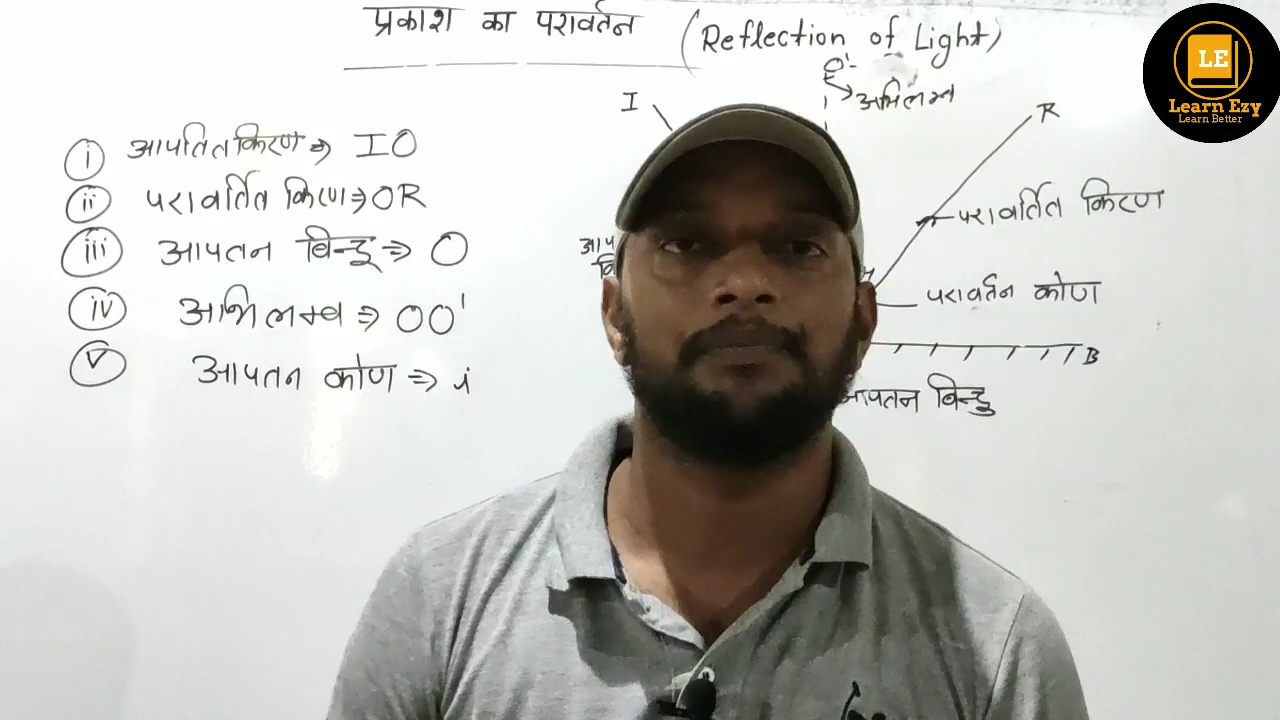 प्रकाश का परावर्तन (Reflection of Light)
LE
Learn Ezy
Learn Better
O'
अभिलम्ब
I
R
i आपतित किरण ⇒ IO
ii परावर्तित किरण ⇒ OR
परावर्तित किरण
iii आपतन बिन्दू ⇒ O
आप
कि
परावर्तन कोण
iv अभिलम्ब ⇒ OO'
B
v आपतन कोण ⇒ i
आपतन बिन्दु